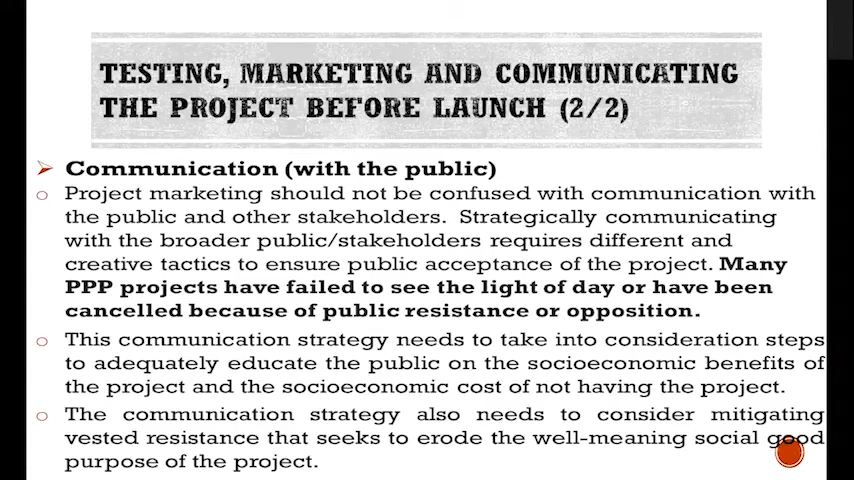 TESTING, MARKETING AND COMMUNICATING
THE PROJECT BEFORE LAUNCH (2/2)
Communication (with the public)
Project marketing should not be confused with communication with
the public and other stakeholders. Strategically communicating
with the broader public/stakeholders requires different and
creative tactics to ensure public acceptance of the project. Many
PPP projects have failed to see the light of day or have been
cancelled because of public resistance or opposition.
This communication strategy needs to take into consideration steps
to adequately educate the public on the socioeconomic benefits of
the project and the socioeconomic cost of not having the project.
The communication strategy also needs to consider mitigating
vested resistance that seeks to erode the well-meaning social good
purpose of the project.